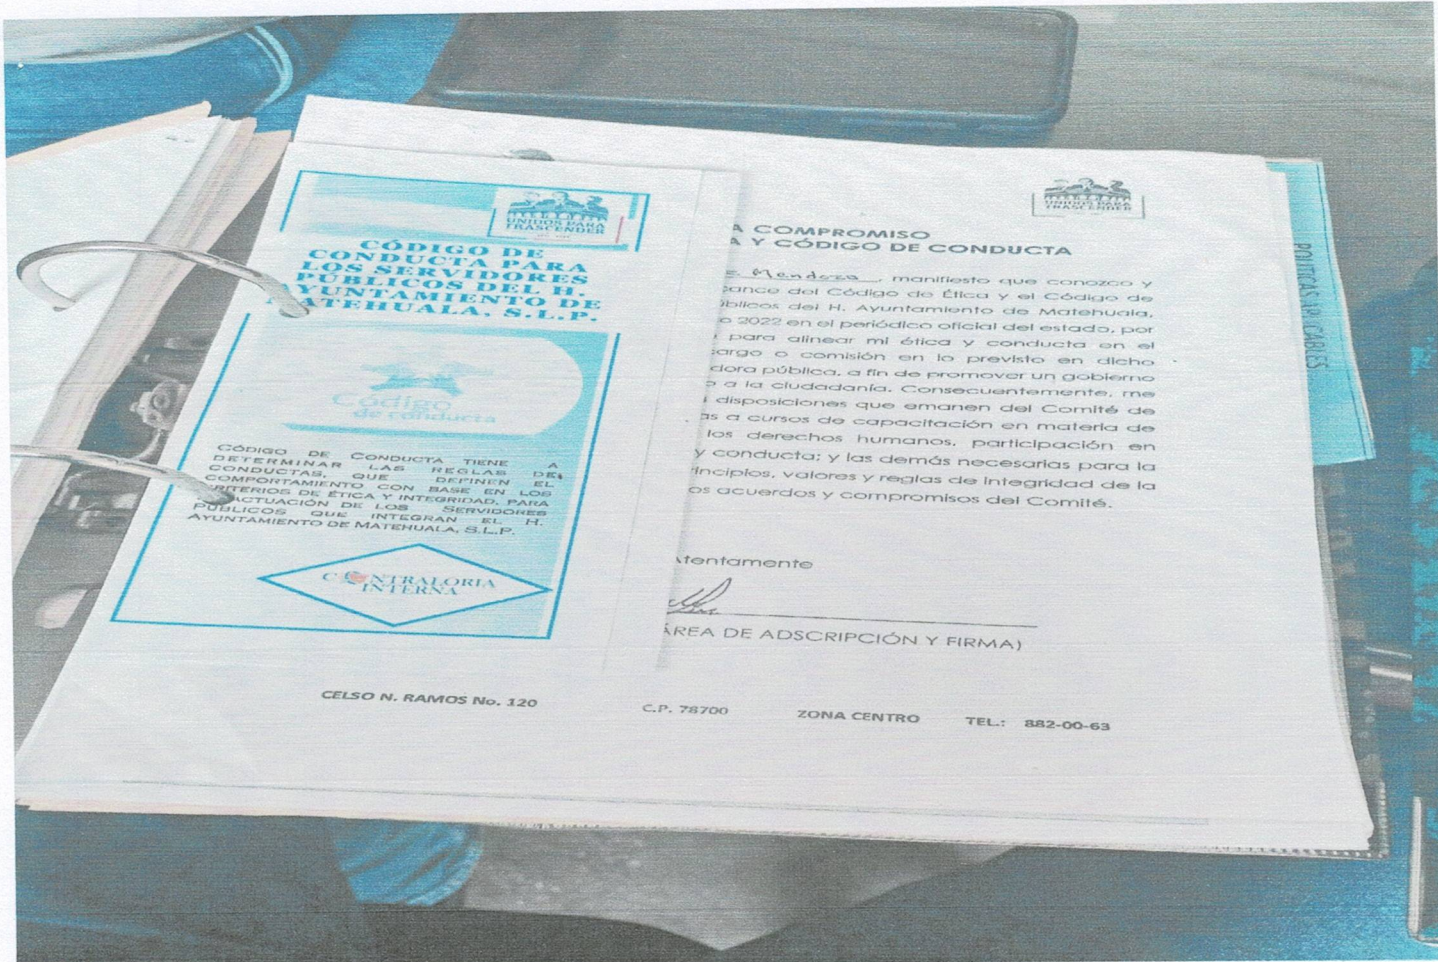 UNIDOS PARA
TRASCENDER
CÓDIGO DE
CONDUCTA PARA
LOS SERVIDORES
PÚBLICOS DEL H.
AYUNTAMIENTO DE
MATEHUALA, S.L.P.
Código
de conducta
CÓDIGO DE CONDUCTA TIENE A
DETERMINAR LAS REGLAS DE
CONDUCTAS, QUE DEFINEN EL
COMPORTAMIENTO CON BASE EN LOS
CRITERIOS DE ÉTICA Y INTEGRIDAD, PARA
ACTUACIÓN DE LOS SERVIDORES
PÚBLICOS QUE INTEGRAN EL H.
AYUNTAMIENTO DE MATEHUALA, S.L.P.
CONTRALORIA
INTERNA
UNIDOS PARA
TRASCENDER
A COMPROMISO
A Y CÓDIGO DE CONDUCTA
Mendoza, manifiesto que conozco y
cance del Código de Ética y el Código de
úblicos del H. Ayuntamiento de Matehuala,
o 2022 en el periódico oficial del estado, por
o para alinear mi ética y conducta en el
cargo o comisión en lo previsto en dicho
dora pública, a fin de promover un gobierno
o a la ciudadanía. Consecuentemente, me
disposiciones que emanen del Comité de
as a cursos de capacitación en materia de
los derechos humanos, participación en
y conducta; y las demás necesarias para la
rincipios, valores y reglas de Integridad de la
os acuerdos y compromisos del Comité.
Atentamente
ÁREA DE ADSCRIPCIÓN Y FIRMA)
CELSO N. RAMOS No. 120 C.P. 78700 ZONA CENTRO TEL.: 882-00-63